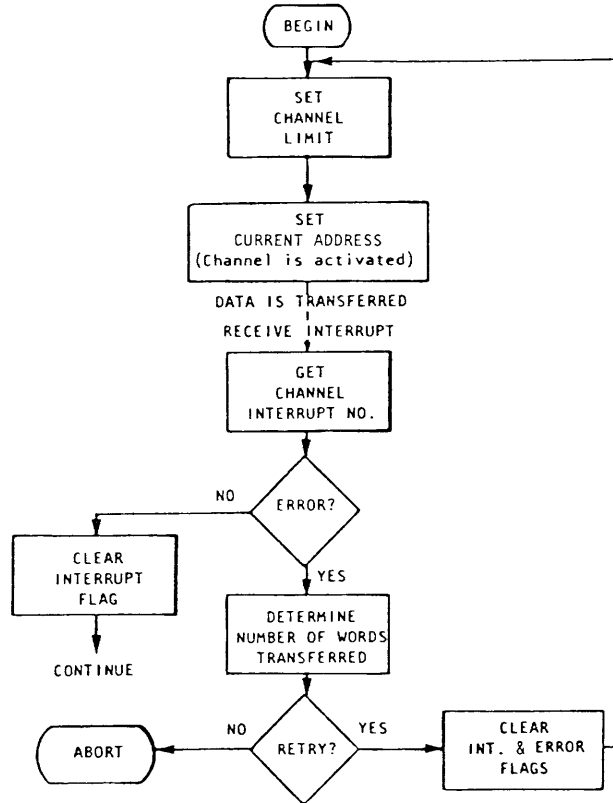 BEGIN
SET
CHANNEL
LIMIT
SET
CURRENT ADDRESS
(Channel is activated)
DATA IS TRANSFERRED
RECEIVE INTERRUPT
GET
CHANNEL
INTERRUPT NO.
ERROR?
NO
CLEAR
INTERRUPT
FLAG
CONTINUE
YES
DETERMINE
NUMBER OF WORDS
TRANSFERRED
RETRY?
NO
ABORT
YES
CLEAR
INT. & ERROR
FLAGS